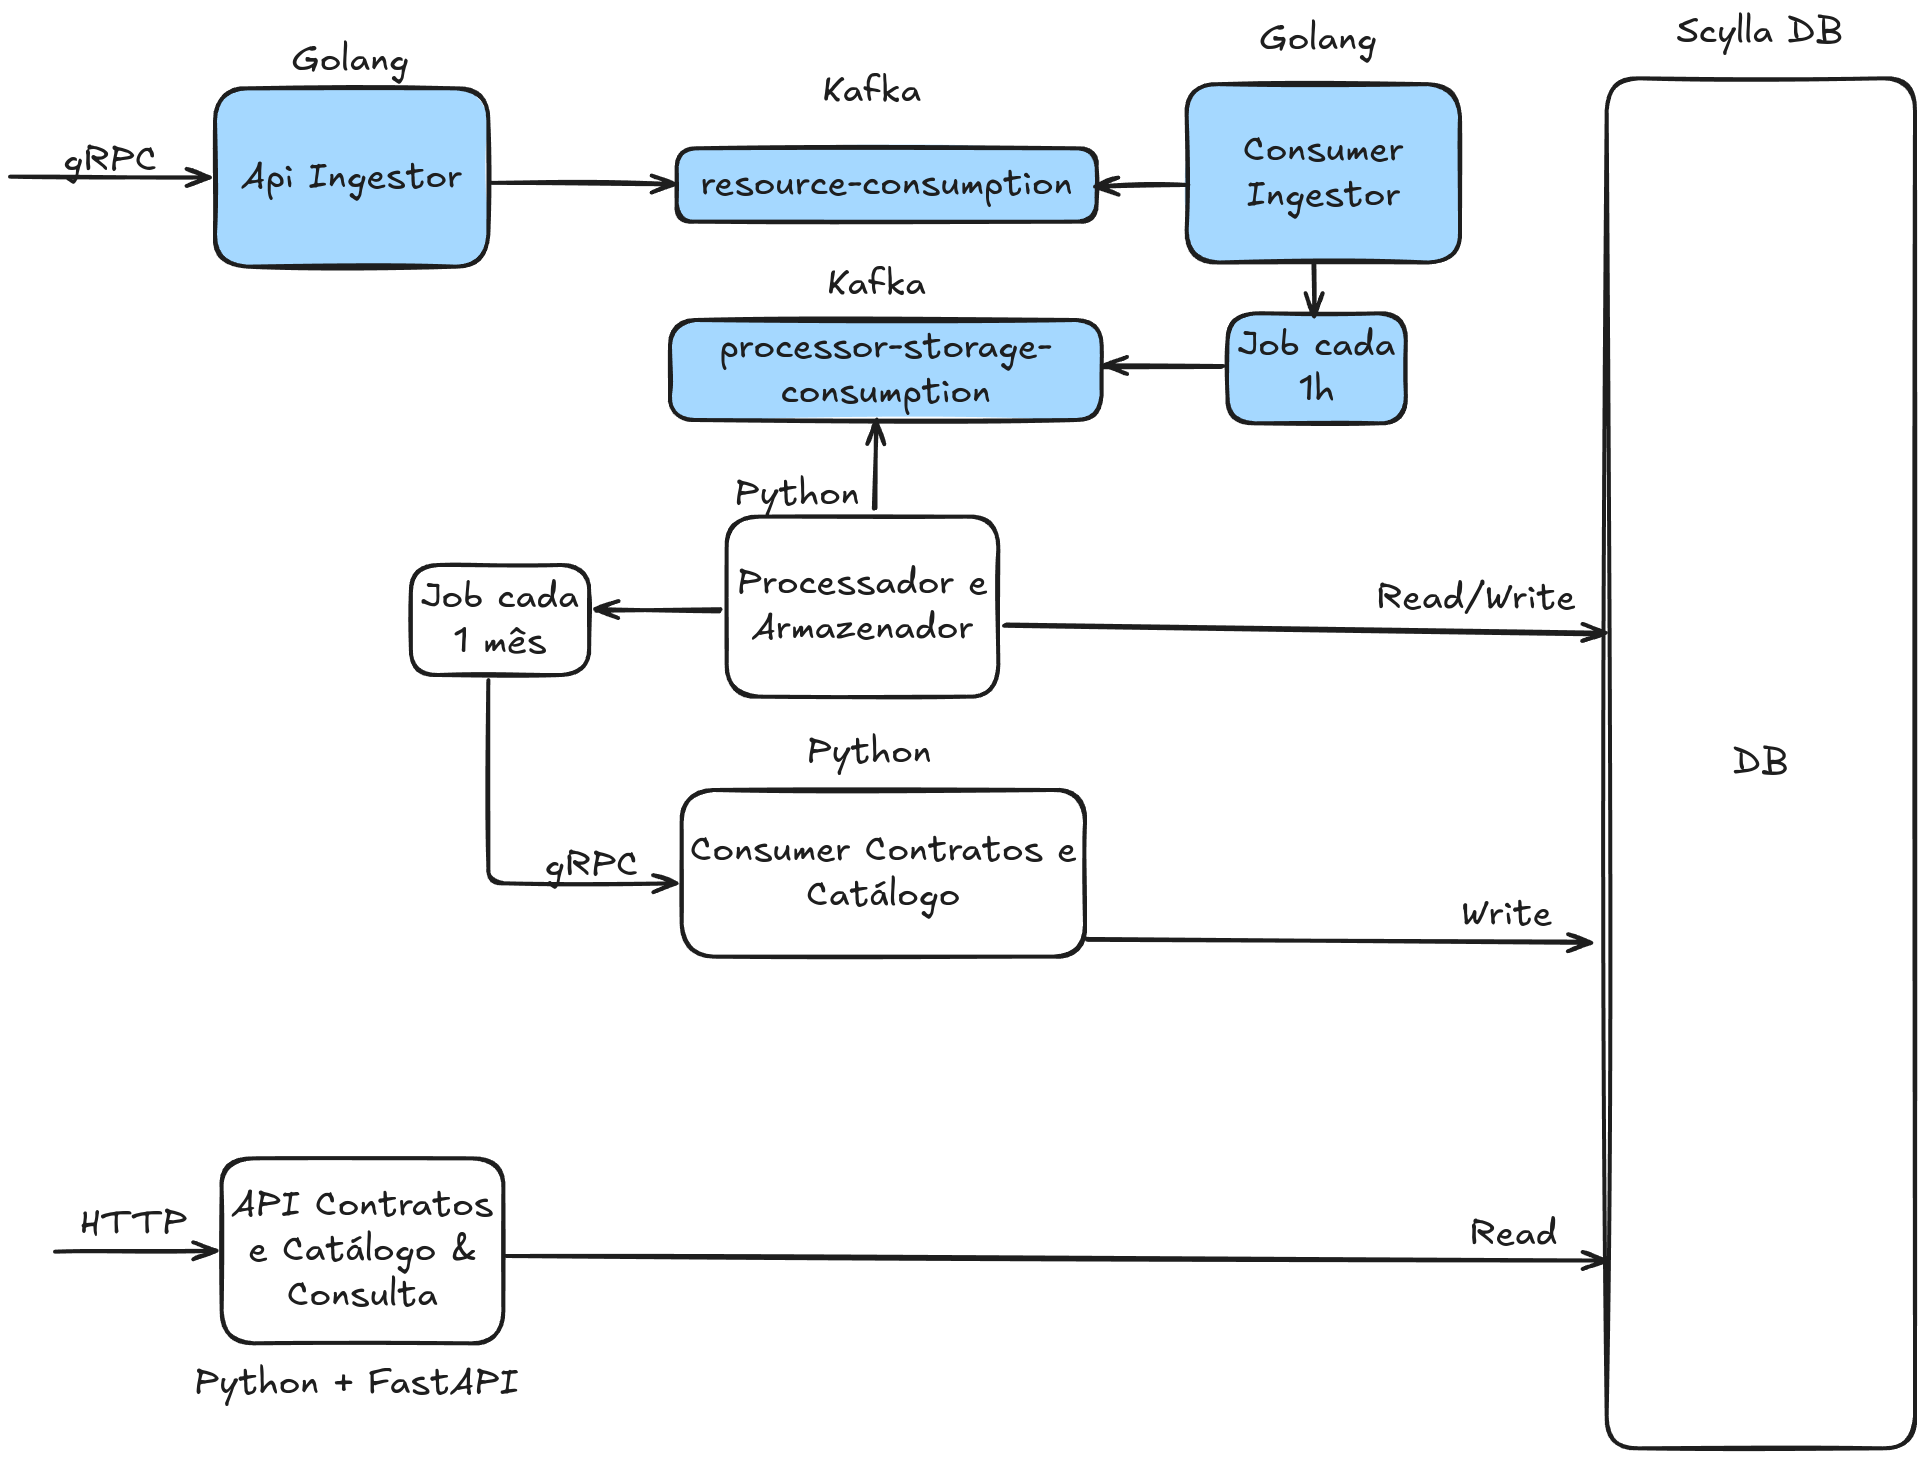 Scylla DB
Golang
Golang
Kafka
gRPC
Api Ingestor
resource-consumption
Consumer
Ingestor
Kafka
processor-storage-
consumption
Job cada
1h
Python
Processador e
Armazenador
Job cada
1 mês
Read/Write
Python
DB
Consumer Contratos e
Catálogo
gRPC
Write
HTTP
API Contratos
e Catálogo &
Consulta
Read
Python + FastAPI